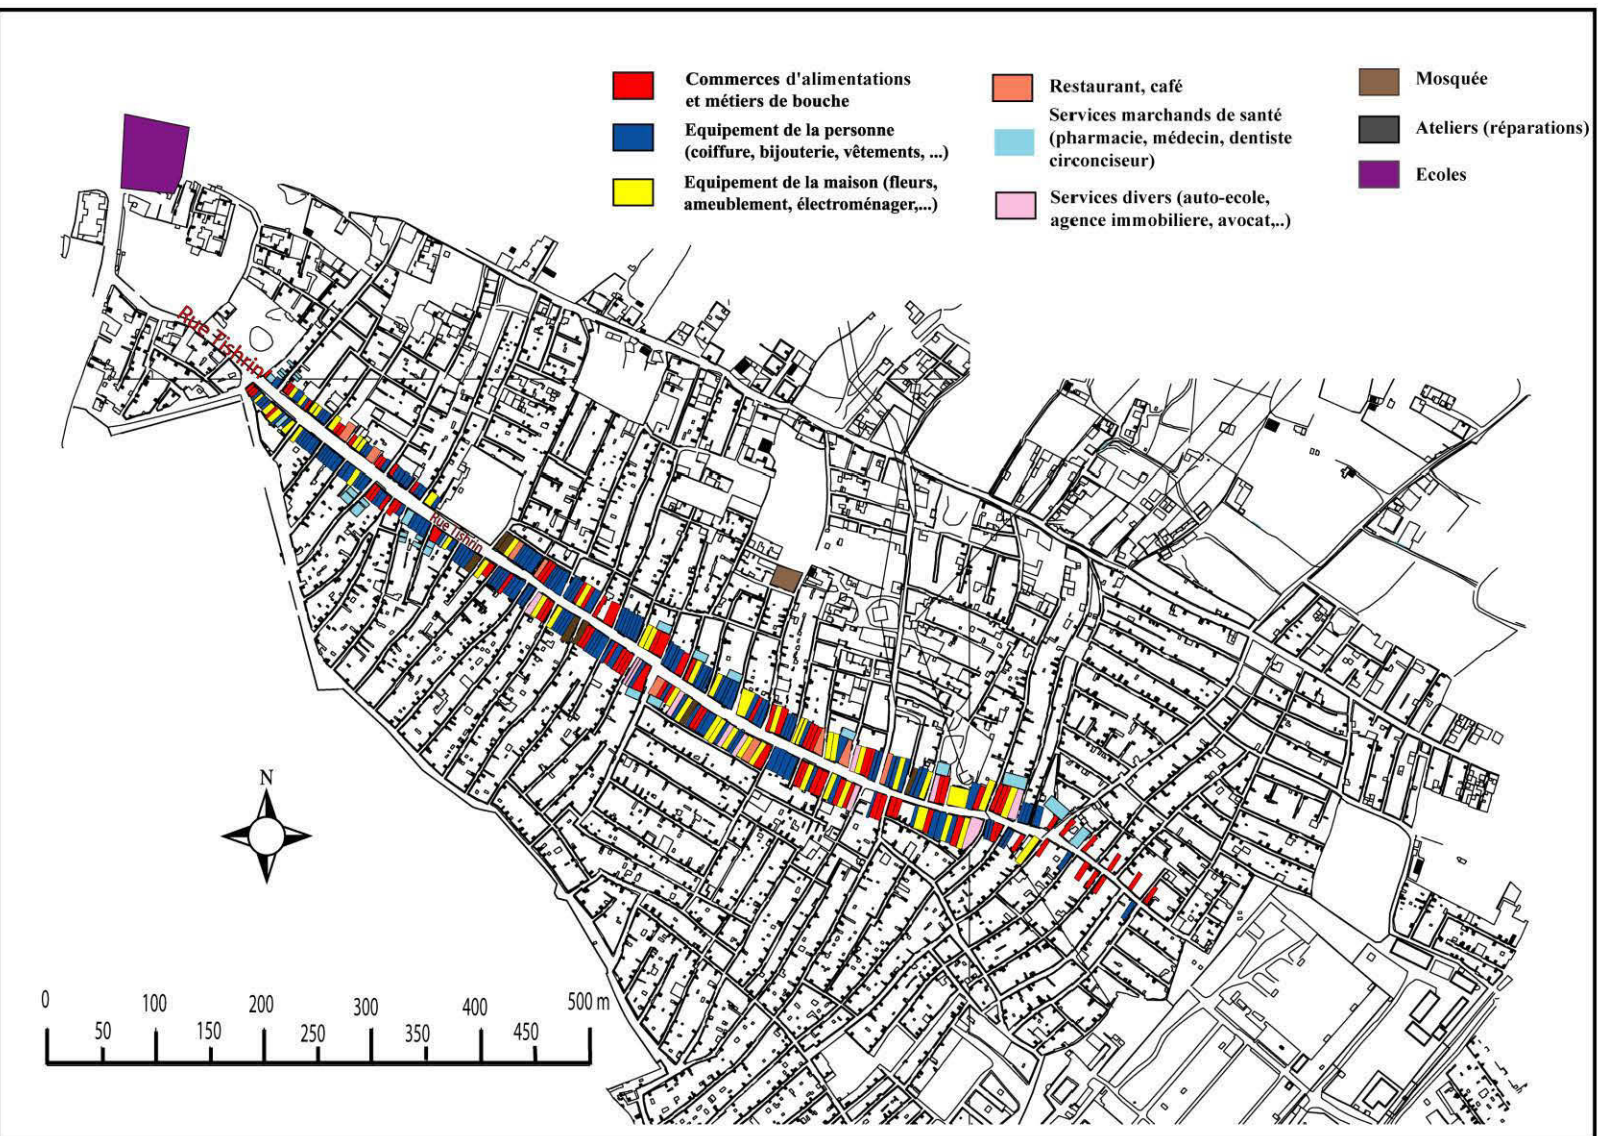 Commerces d'alimentations
et métiers de bouche
Equipement de la personne
(coiffure, bijouterie, vêtements, ...)
Equipement de la maison (fleurs,
ameublement, électroménager,...)
Restaurant, café
Services marchands de santé
(pharmacie, médecin, dentiste
circonciseur)
Services divers (auto-ecole,
agence immobiliere, avocat,..)
Mosquée
Ateliers (réparations)
Ecoles
Rue Tishrin
Rue Tishrin
N
0 100 200 300 400 500 m
50 150 250 350 450